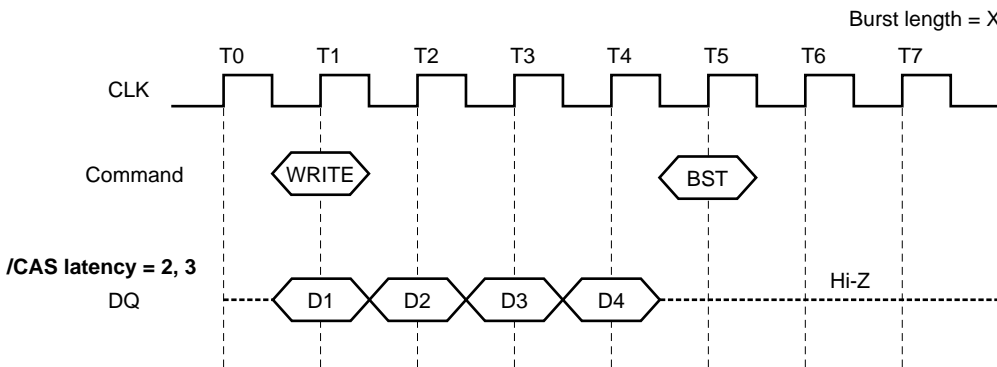 Burst length = X
T0 T1 T2 T3 T4 T5 T6 T7
CLK
Command WRITE BST
/CAS latency = 2, 3
Hi-Z
DQ D1 D2 D3 D4